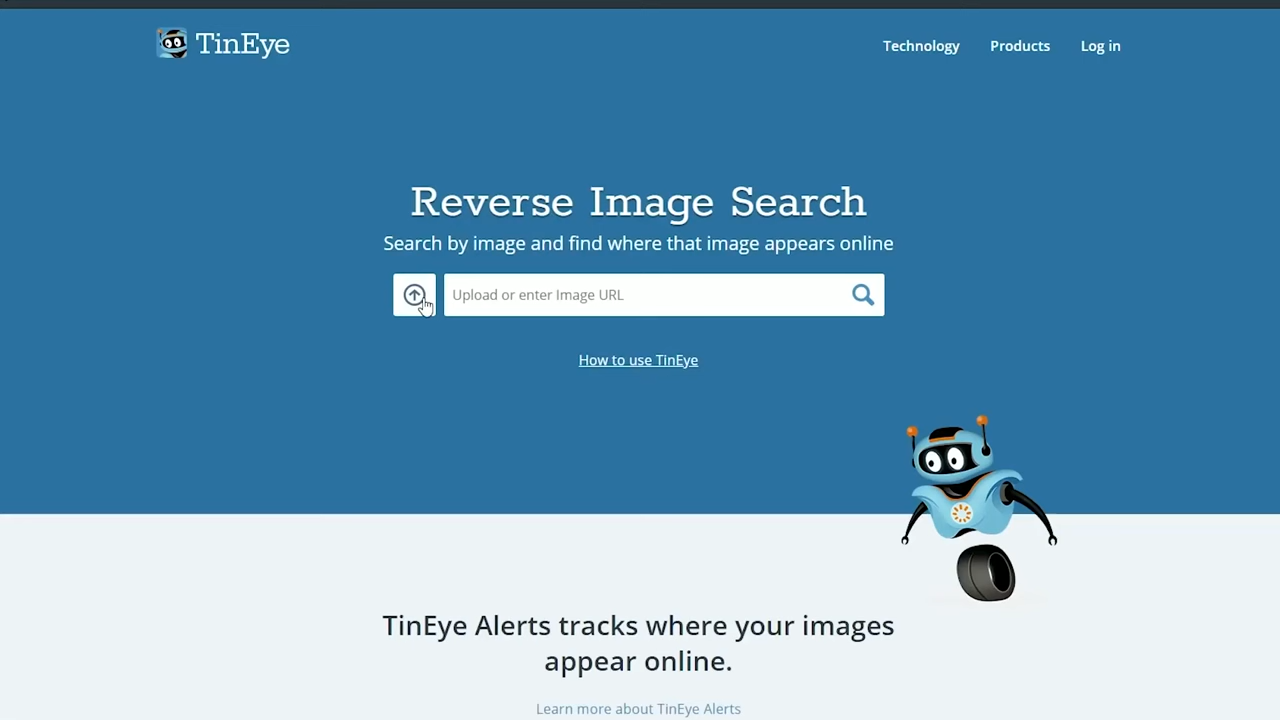 TinEye
Technology
Products
Log in
Reverse Image Search
Search by image and find where that image appears online
Upload or enter Image URL
How to use TinEye
TinEye Alerts tracks where your images
appear online.
Learn more about TinEye Alerts